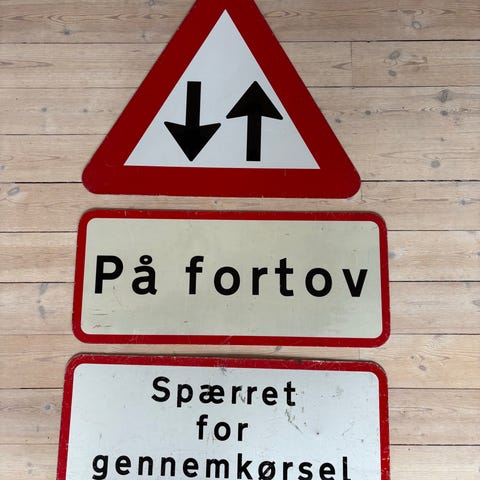 På fortov
Spærret
for
gennemkørsel